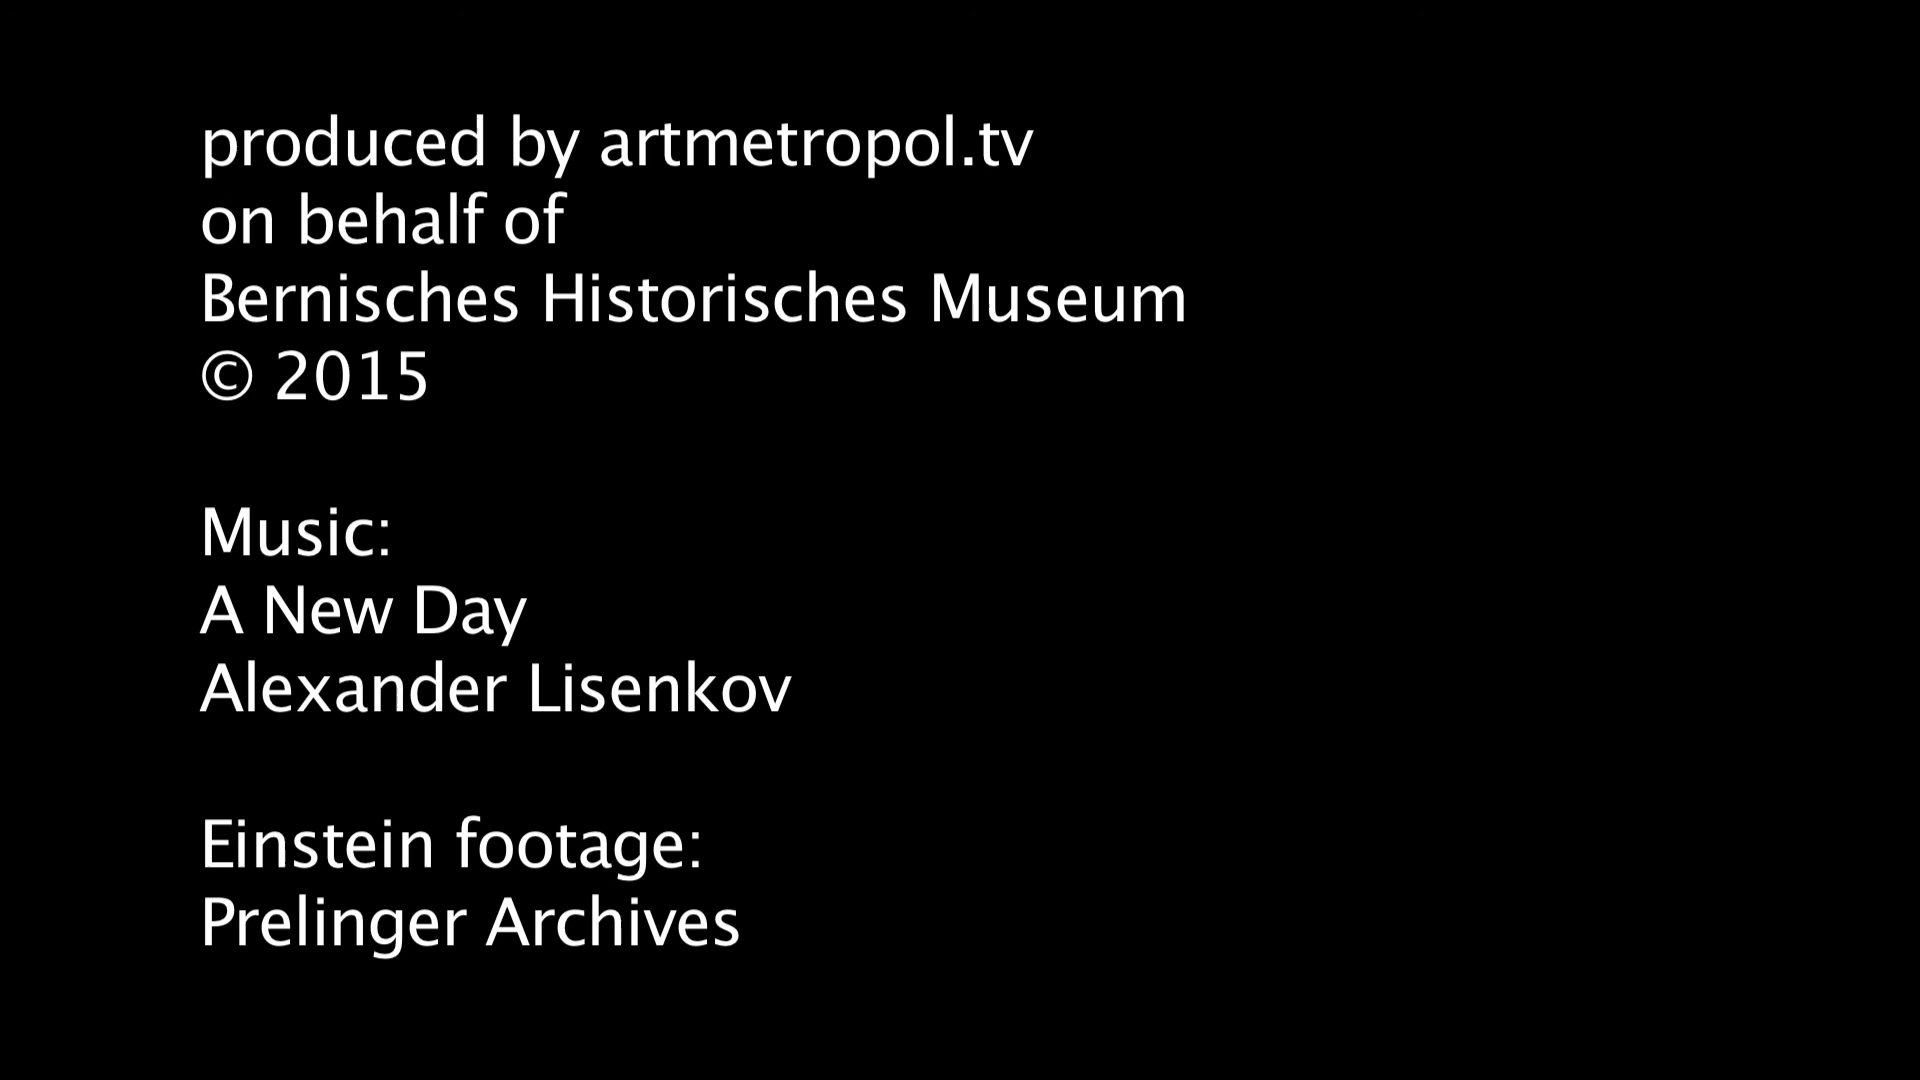 produced by artmetropol.tv
on behalf of
Bernisches Historisches Museum
© 2015
Music:
A New Day
Alexander Lisenkov
Einstein footage:
Prelinger Archives